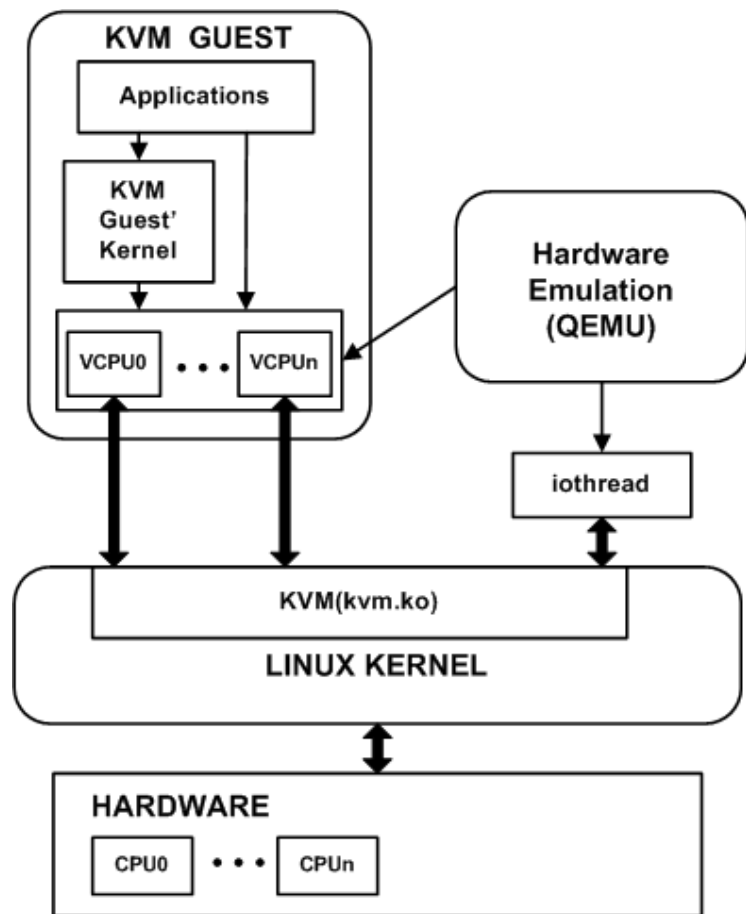 KVM GUEST
Applications
KVM
Guest'
Kernel
VCPU0 • • • VCPUn
Hardware
Emulation
(QEMU)
iothread
KVM(kvm.ko)
LINUX KERNEL
HARDWARE
CPU0 • • • CPUn